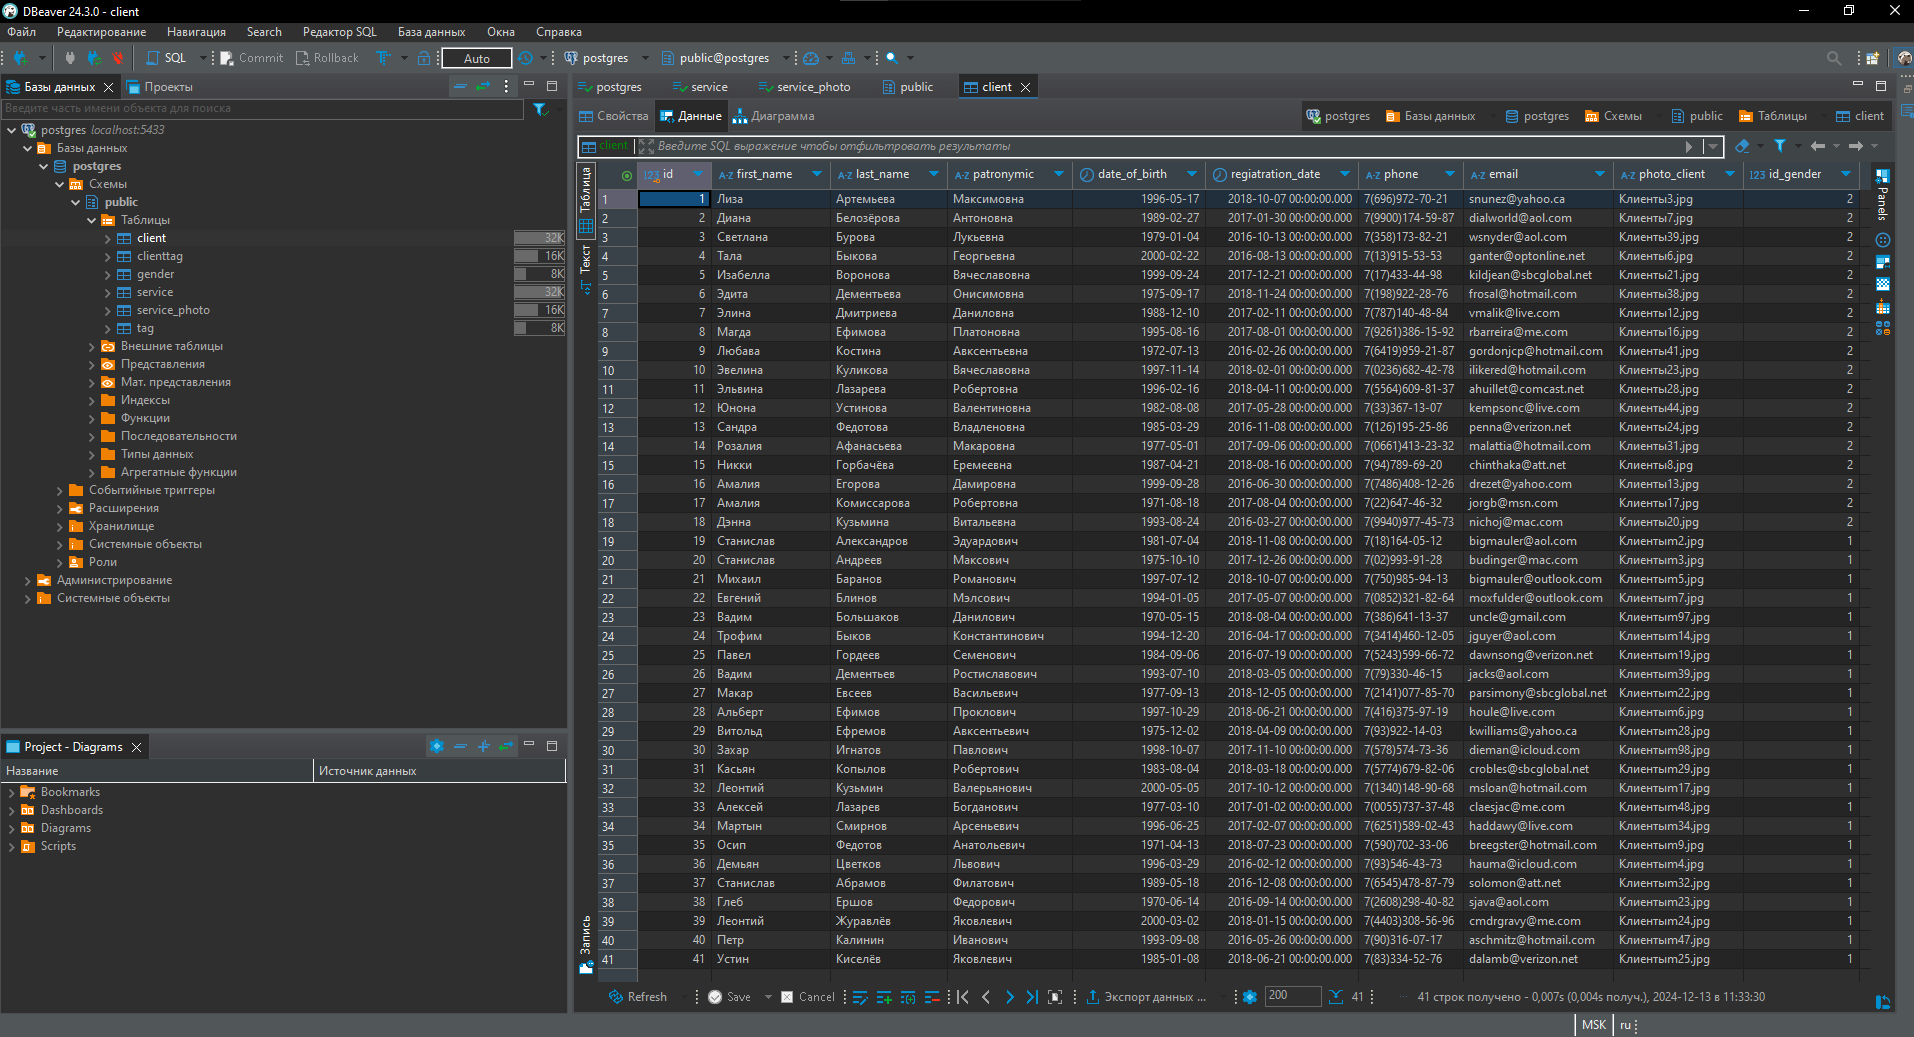 DBeaver 24.3.0 - client
Файл Редактирование Навигация Search Редактор SQL База данных Окна Справка
SQL Commit Rollback Auto postgres public@postgres
Базы данных Проекты
Введите часть имени объекта для поиска
postgres localhost:5433
Базы данных
postgres
Схемы
public
Таблицы
client 32K
clienttag 16K
gender 8K
service 32K
service_photo 16K
tag 8K
Внешние таблицы
Представления
Мат. представления
Индексы
Функции
Последовательности
Типы данных
Агрегатные функции
Событийные триггеры
Расширения
Хранилище
Системные объекты
Роли
Администрирование
Системные объекты
Project - Diagrams
Название Источник данных
Bookmarks
Dashboards
Diagrams
Scripts
postgres service service_photo public client
Свойства Данные Диаграмма postgres Базы данных postgres Схемы public Таблицы client
client Введите SQL выражение чтобы отфильтровать результаты
Таблица
Текст
Запись
Panels
123 id A-Z first_name A-Z last_name A-Z patronymic date_of_birth regiatration_date A-Z phone A-Z email A-Z photo_client 123 id_gender
1 1 Лиза Артемьева Максимовна 1996-05-17 2018-10-07 00:00:00.000 7(696)972-70-21 snunez@yahoo.ca Клиенты3.jpg 2
2 2 Диана Белозёрова Антоновна 1989-02-27 2017-01-30 00:00:00.000 7(9900)174-59-87 dialworld@aol.com Клиенты7.jpg 2
3 3 Светлана Бурова Лукьевна 1979-01-04 2016-10-13 00:00:00.000 7(358)173-82-21 wsnyder@aol.com Клиенты39.jpg 2
4 4 Тала Быкова Георгьевна 2000-02-22 2016-08-13 00:00:00.000 7(13)915-53-53 ganter@optonline.net Клиенты6.jpg 2
5 5 Изабелла Воронова Вячеславовна 1999-09-24 2017-12-21 00:00:00.000 7(17)433-44-98 kildjean@sbcglobal.net Клиенты21.jpg 2
6 6 Эдита Дементьева Онисимовна 1975-09-17 2018-11-24 00:00:00.000 7(198)922-28-76 frosal@hotmail.com Клиенты38.jpg 2
7 7 Элина Дмитриева Даниловна 1988-12-10 2017-02-11 00:00:00.000 7(787)140-48-84 vmalik@live.com Клиенты12.jpg 2
8 8 Магда Ефимова Платоновна 1995-08-16 2017-08-01 00:00:00.000 7(9261)386-15-92 rbarreira@me.com Клиенты16.jpg 2
9 9 Любава Костина Авксентьевна 1972-07-13 2016-02-26 00:00:00.000 7(6419)959-21-87 gordonjcp@hotmail.com Клиенты41.jpg 2
10 10 Эвелина Куликова Вячеславовна 1997-11-14 2018-02-01 00:00:00.000 7(0236)682-42-78 ilikered@hotmail.com Клиенты23.jpg 2
11 11 Эльвина Лазарева Робертовна 1996-02-16 2018-04-11 00:00:00.000 7(5564)609-81-37 ahuillet@comcast.net Клиенты28.jpg 2
12 12 Юнона Устинова Валентиновна 1982-08-08 2017-05-28 00:00:00.000 7(33)367-13-07 kempsonc@live.com Клиенты44.jpg 2
13 13 Сандра Федотова Владленовна 1985-03-29 2016-11-08 00:00:00.000 7(126)195-25-86 penna@verizon.net Клиенты24.jpg 2
14 14 Розалия Афанасьева Макаровна 1977-05-01 2017-09-06 00:00:00.000 7(0661)413-23-32 malattia@hotmail.com Клиенты31.jpg 2
15 15 Никки Горбачёва Еремеевна 1987-04-21 2018-08-16 00:00:00.000 7(94)789-69-20 chinthaka@att.net Клиенты8.jpg 2
16 16 Амалия Егорова Дамировна 1999-09-28 2016-06-30 00:00:00.000 7(7486)408-12-26 drezet@yahoo.com Клиенты13.jpg 2
17 17 Амалия Комиссарова Робертовна 1971-08-18 2017-08-04 00:00:00.000 7(22)647-46-32 jorgb@msn.com Клиенты17.jpg 2
18 18 Дэнна Кузьмина Витальевна 1993-08-24 2016-03-27 00:00:00.000 7(9940)977-45-73 nichoj@mac.com Клиенты20.jpg 2
19 19 Станислав Александров Эдуардович 1981-07-04 2018-11-08 00:00:00.000 7(18)164-05-12 bigmauler@aol.com Клиентыm2.jpg 1
20 20 Станислав Андреев Максович 1975-10-10 2017-12-26 00:00:00.000 7(02)993-91-28 budinger@mac.com Клиентыm3.jpg 1
21 21 Михаил Баранов Романович 1997-07-12 2018-10-07 00:00:00.000 7(750)985-94-13 bigmauler@outlook.com Клиентыm5.jpg 1
22 22 Евгений Блинов Мэлсович 1994-01-05 2017-05-07 00:00:00.000 7(0852)321-82-64 moxfulder@outlook.com Клиентыm7.jpg 1
23 23 Вадим Большаков Данилович 1970-05-15 2018-08-04 00:00:00.000 7(386)641-13-37 uncle@gmail.com Клиентыm97.jpg 1
24 24 Трофим Быков Константинович 1994-12-20 2016-04-17 00:00:00.000 7(3414)460-12-05 jguyer@aol.com Клиентыm14.jpg 1
25 25 Павел Гордеев Семенович 1984-09-06 2016-07-19 00:00:00.000 7(5243)599-66-72 dawnsong@verizon.net Клиентыm19.jpg 1
26 26 Вадим Дементьев Ростиславович 1993-07-10 2018-03-05 00:00:00.000 7(79)330-46-15 jacks@aol.com Клиентыm39.jpg 1
27 27 Макар Евсеев Васильевич 1977-09-13 2018-12-05 00:00:00.000 7(2141)077-85-70 parsimony@sbcglobal.net Клиентыm22.jpg 1
28 28 Альберт Ефимов Проклович 1997-10-29 2018-06-21 00:00:00.000 7(416)375-97-19 houle@live.com Клиентыm6.jpg 1
29 29 Витольд Ефремов Авксентьевич 1975-12-02 2018-04-09 00:00:00.000 7(93)922-14-03 kwilliams@yahoo.ca Клиентыm28.jpg 1
30 30 Захар Игнатов Павлович 1998-10-07 2017-11-10 00:00:00.000 7(578)574-73-36 dieman@icloud.com Клиентыm98.jpg 1
31 31 Касьян Копылов Робертович 1983-08-04 2018-03-18 00:00:00.000 7(5774)679-82-06 crobles@sbcglobal.net Клиентыm29.jpg 1
32 32 Леонтий Кузьмин Валерьянович 2000-05-05 2017-10-12 00:00:00.000 7(1340)148-90-68 msloan@hotmail.com Клиентыm17.jpg 1
33 33 Алексей Лазарев Богданович 1977-03-10 2017-01-02 00:00:00.000 7(0055)737-37-48 claesjac@me.com Клиентыm48.jpg 1
34 34 Мартын Смирнов Арсеньевич 1996-06-25 2017-02-07 00:00:00.000 7(6251)589-02-43 haddawy@live.com Клиентыm34.jpg 1
35 35 Осип Федотов Анатольевич 1971-04-13 2018-07-23 00:00:00.000 7(590)702-33-06 breegster@hotmail.com Клиентыm9.jpg 1
36 36 Демьян Цветков Львович 1996-03-29 2016-02-12 00:00:00.000 7(93)546-43-73 hauma@icloud.com Клиентыm4.jpg 1
37 37 Станислав Абрамов Филатович 1989-05-18 2016-12-08 00:00:00.000 7(6545)478-87-79 solomon@att.net Клиентыm32.jpg 1
38 38 Глеб Ершов Федорович 1970-06-14 2016-09-14 00:00:00.000 7(2608)298-40-82 sjava@aol.com Клиентыm23.jpg 1
39 39 Леонтий Журавлёв Яковлевич 2000-03-02 2018-01-15 00:00:00.000 7(4403)308-56-96 cmdrgravy@me.com Клиентыm24.jpg 1
40 40 Петр Калинин Иванович 1993-09-08 2016-05-26 00:00:00.000 7(90)316-07-17 aschmitz@hotmail.com Клиентыm47.jpg 1
41 41 Устин Киселёв Яковлевич 1985-01-08 2018-06-21 00:00:00.000 7(83)334-52-76 dalamb@verizon.net Клиентыm25.jpg 1
Refresh Save Cancel Экспорт данных ... 200 41 41 строк получено - 0,007s (0,004s получ.), 2024-12-13 в 11:33:30
MSK ru